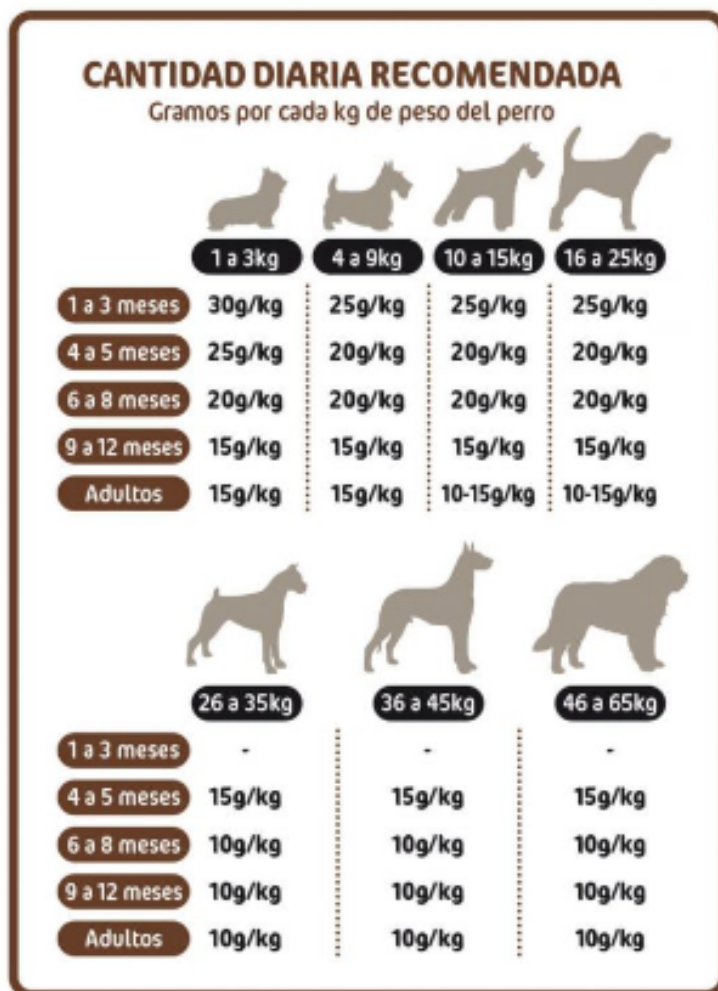 CANTIDAD DIARIA RECOMENDADA
Gramos por cada kg de peso del perro
1 a 3kg 4 a 9kg 10 a 15kg 16 a 25kg
1 a 3 meses 30g/kg 25g/kg 25g/kg 25g/kg
4 a 5 meses 25g/kg 20g/kg 20g/kg 20g/kg
6 a 8 meses 20g/kg 20g/kg 20g/kg 20g/kg
9 a 12 meses 15g/kg 15g/kg 15g/kg 15g/kg
Adultos 15g/kg 15g/kg 10-15g/kg 10-15g/kg
26 a 35kg 36 a 45kg 46 a 65kg
1 a 3 meses - - -
4 a 5 meses 15g/kg 15g/kg 15g/kg
6 a 8 meses 10g/kg 10g/kg 10g/kg
9 a 12 meses 10g/kg 10g/kg 10g/kg
Adultos 10g/kg 10g/kg 10g/kg